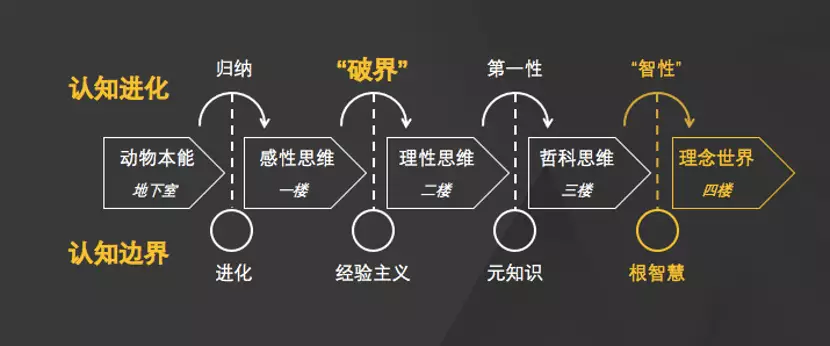 归纳
“破界”
第一性
“智性”
认知进化
动物本能
地下室
感性思维
一楼
理性思维
二楼
哲科思维
三楼
理念世界
四楼
认知边界
进化
经验主义
元知识
根智慧